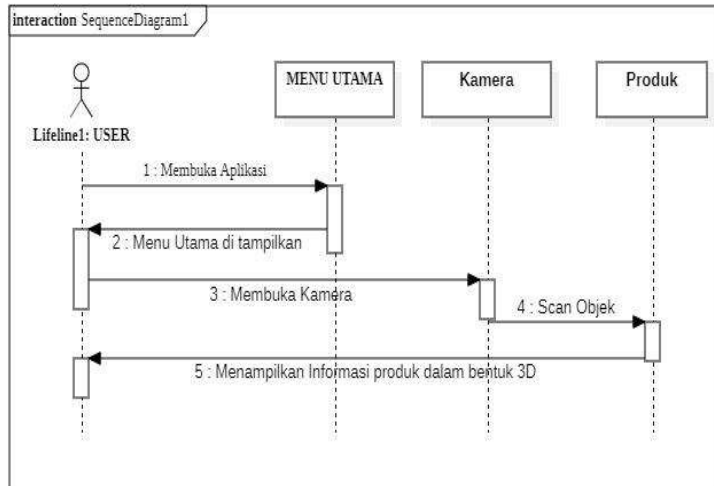 interaction SequenceDiagram1
MENU UTAMA
Kamera
Produk
Lifeline1: USER
1 : Membuka Aplikasi
2 : Menu Utama di tampilkan
3 : Membuka Kamera
4 : Scan Objek
5 : Menampilkan Informasi produk dalam bentuk 3D